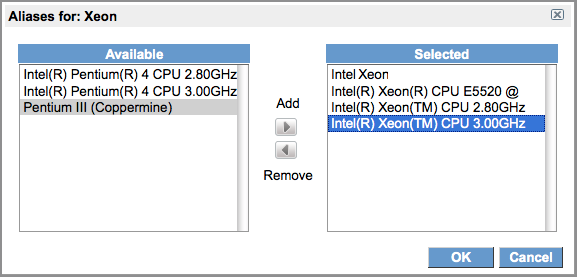 Aliases for: Xeon
Available
Intel(R) Pentium(R) 4 CPU 2.80GHz
Intel(R) Pentium(R) 4 CPU 3.00GHz
Pentium III (Coppermine)
Add
Remove
Selected
Intel Xeon
Intel(R) Xeon(R) CPU E5520 @
Intel(R) Xeon(TM) CPU 2.80GHz
Intel(R) Xeon(TM) CPU 3.00GHz
OK
Cancel